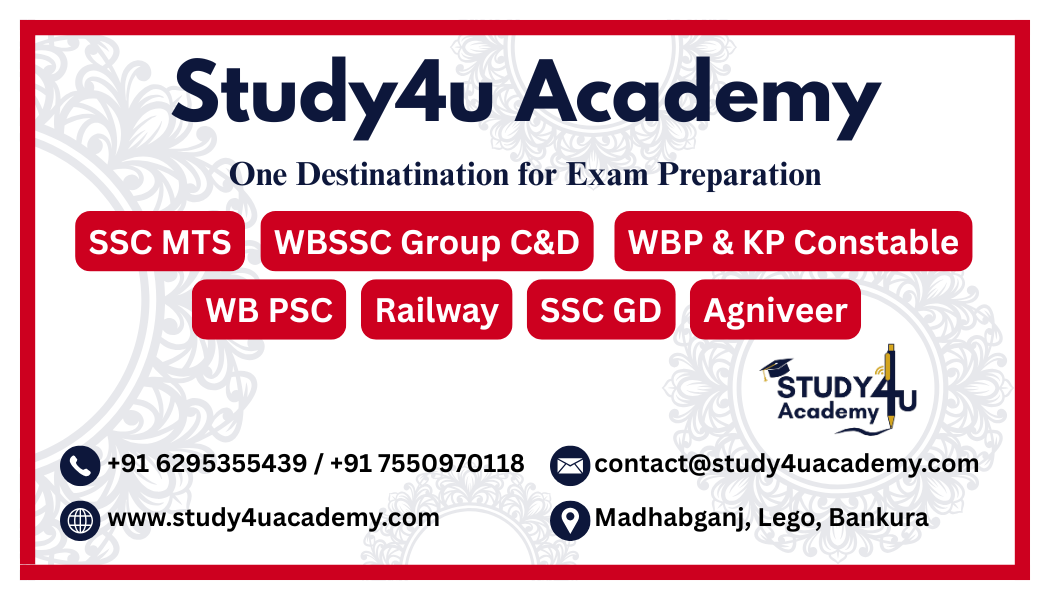 Study4u Academy
One Destinatination for Exam Preparation
SSC MTS WBSSC Group C&D WBP & KP Constable
WB PSC Railway SSC GD Agniveer
STUDY4U
Academy
+91 6295355439 / +91 7550970118 contact@study4uacademy.com
www.study4uacademy.com Madhabganj, Lego, Bankura